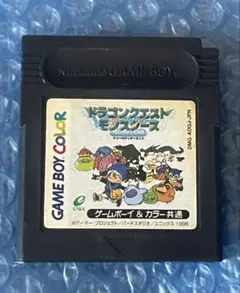 Nintendo GAME BOY
ドラゴンクエスト
モンスターズ
GAME BOY COLOR
DMG-ADQJ-JPN
ENIX
ゲームボーイ & カラー共通
©アーマープロジェクト/バードスタジオ/エニックス 1998